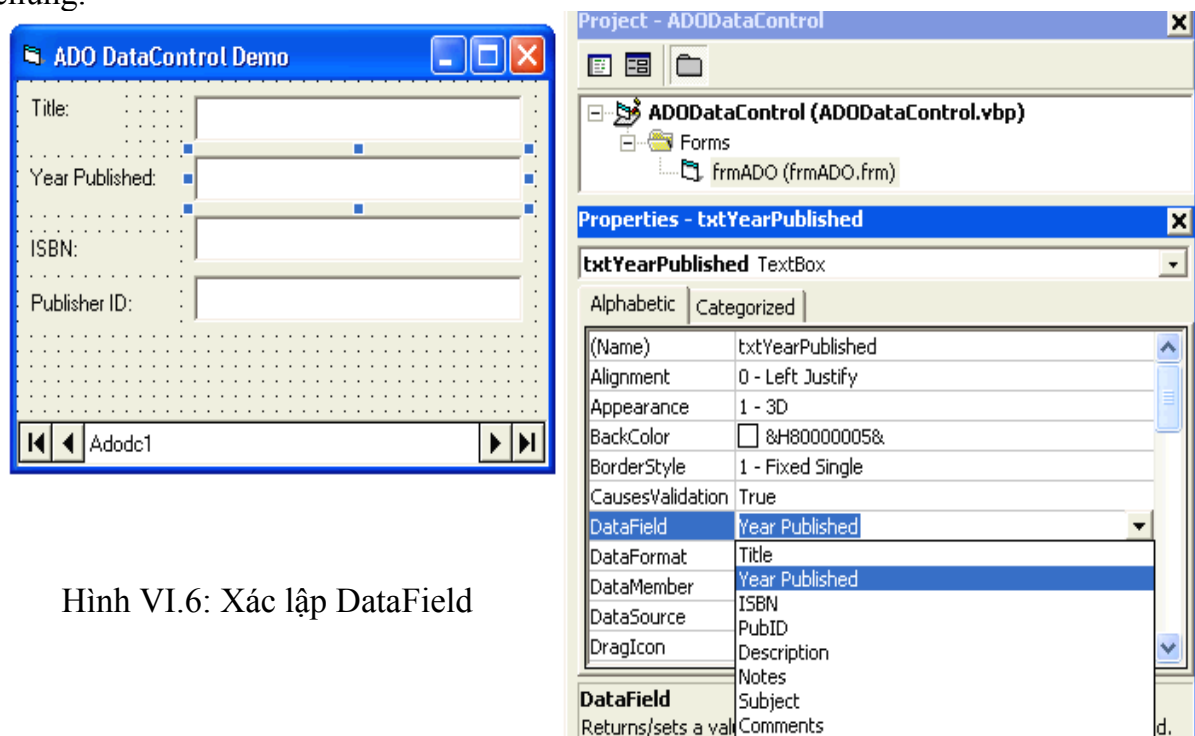 ADO DataControl Demo
Title:
Year Published:
ISBN:
Publisher ID:
Adodc1
Hình VI.6: Xác lập DataField
Project - ADODataControl
ADODataControl (ADODataControl.vbp)
Forms
frmADO (frmADO.frm)
Properties - txtYearPublished
txtYearPublished TextBox
Alphabetic Categorized
(Name) txtYearPublished
Alignment 0 - Left Justify
Appearance 1 - 3D
BackColor &H80000005&
BorderStyle 1 - Fixed Single
CausesValidation True
DataField Year Published
DataFormat
DataMember
DataSource
DragIcon
Title
Year Published
ISBN
PubID
Description
Notes
Subject
Comments
DataField
Returns/sets a d.